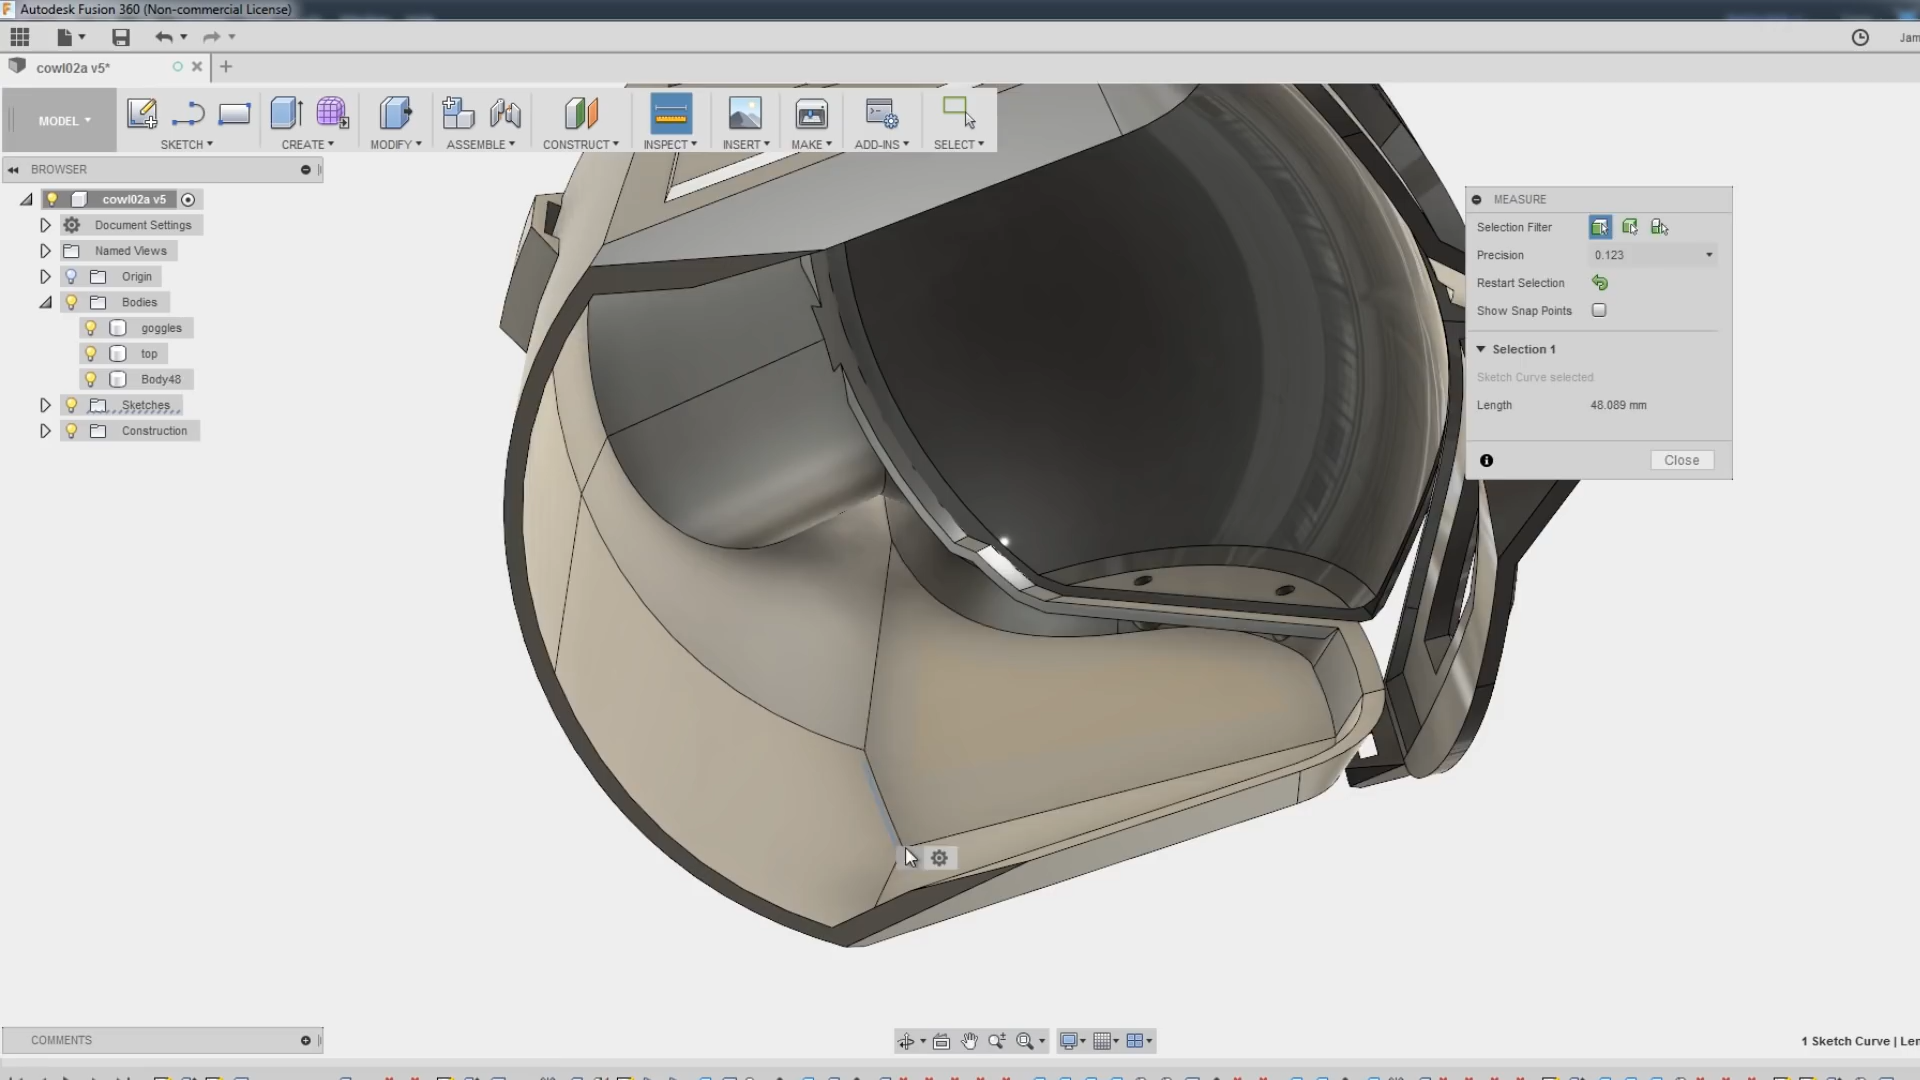 Autodesk Fusion 360 (Non-commercial License)
Jam
cowl02a v5*
MODEL
SKETCH
CREATE
MODIFY
ASSEMBLE
CONSTRUCT
INSPECT
INSERT
MAKE
ADD-INS
SELECT
BROWSER
cowl02a v5
Document Settings
Named Views
Origin
Bodies
goggles
top
Body48
Sketches
Construction
MEASURE
Selection Filter
Precision 0.123
Restart Selection
Show Snap Points
Selection 1
Sketch Curve selected
Length 48.089 mm
Close
COMMENTS
1 Sketch Curve | Len